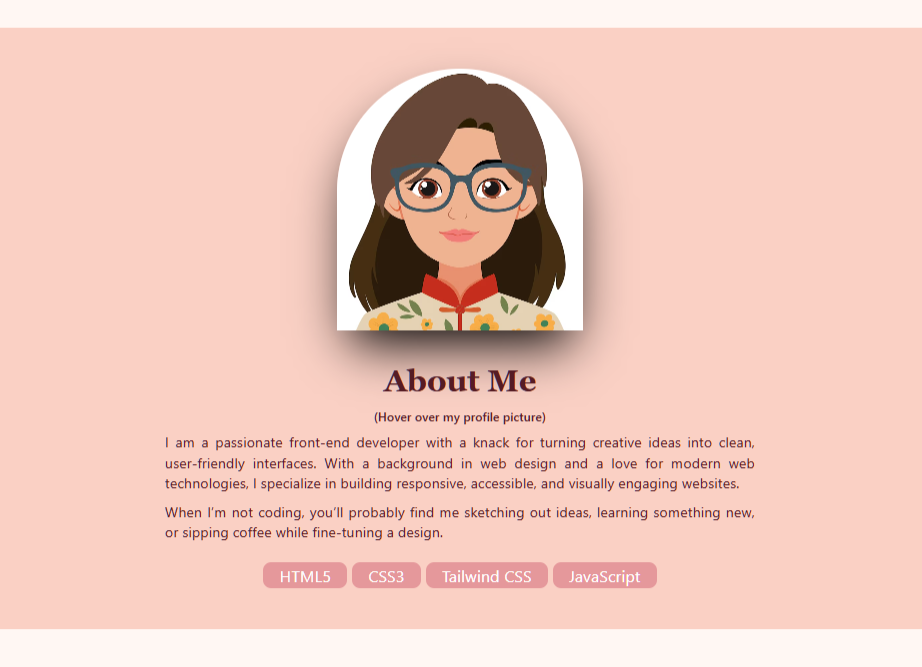 About Me
(Hover over my profile picture)
I am a passionate front-end developer with a knack for turning creative ideas into clean,
user-friendly interfaces. With a background in web design and a love for modern web
technologies, I specialize in building responsive, accessible, and visually engaging websites.
When I’m not coding, you’ll probably find me sketching out ideas, learning something new,
or sipping coffee while fine-tuning a design.
HTML5 CSS3 Tailwind CSS JavaScript